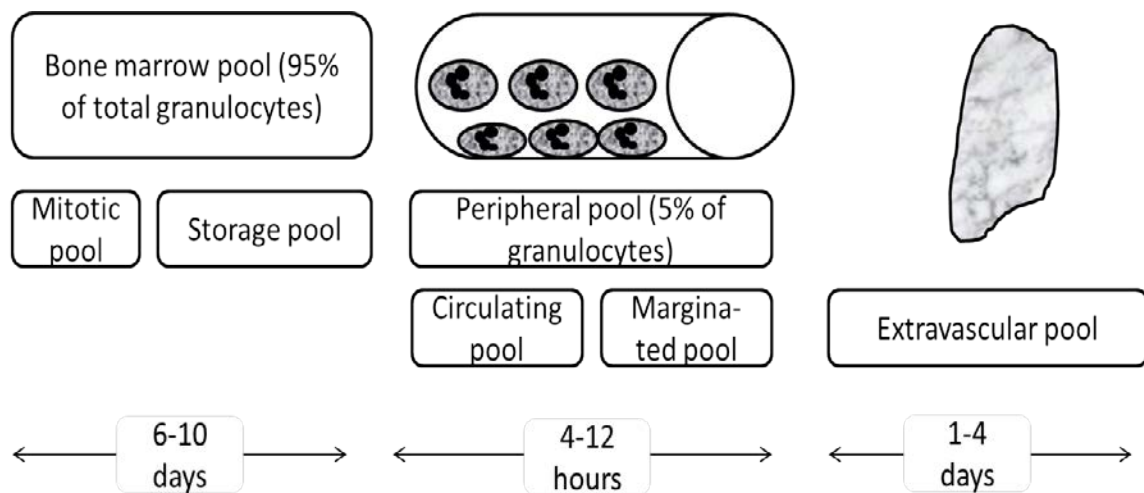 Bone marrow pool (95%
of total granulocytes)
Mitotic
pool
Storage pool
Peripheral pool (5% of
granulocytes)
Circulating
pool
Margina-
ted pool
Extravascular pool
6-10
days
4-12
hours
1-4
days